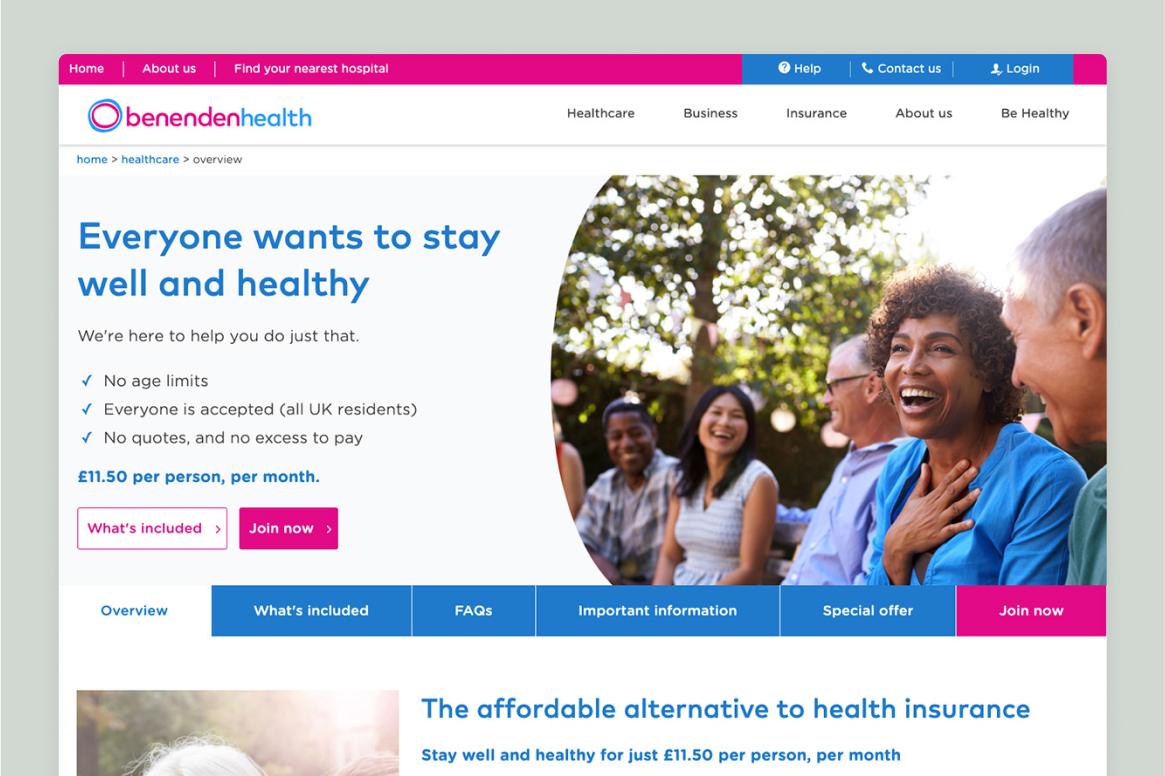 Home | About us | Find your nearest hospital
Help | Contact us | Login
benendenhealth
Healthcare Business Insurance About us Be Healthy
home > healthcare > overview
Everyone wants to stay
well and healthy
We're here to help you do just that.
✓ No age limits
✓ Everyone is accepted (all UK residents)
✓ No quotes, and no excess to pay
£11.50 per person, per month.
What's included > Join now >
Overview What's included FAQs Important information Special offer Join now
The affordable alternative to health insurance
Stay well and healthy for just £11.50 per person, per month